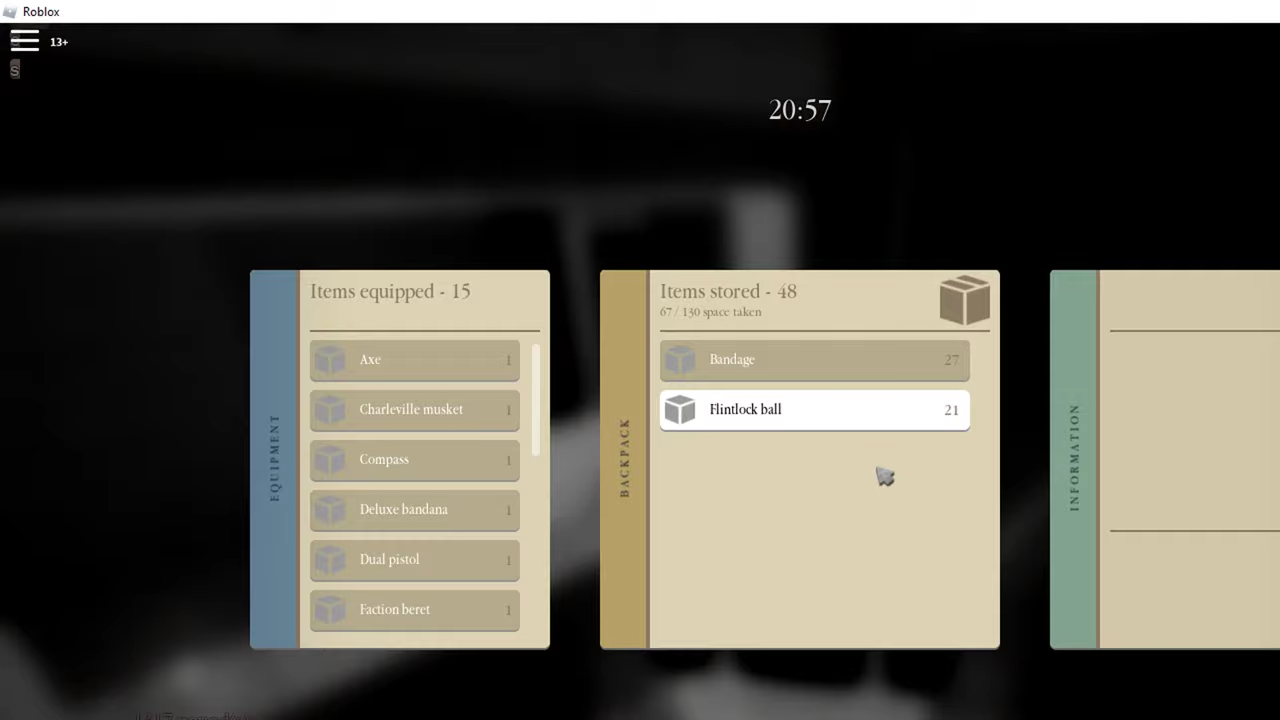 Roblox
13+
S
20:57
Items equipped - 15
EQUIPMENT
Axe 1
Charleville musket 1
Compass 1
Deluxe bandana 1
Dual pistol 1
Faction beret 1
Items stored - 48
67 / 130 space taken
BACKPACK
Bandage 27
Flintlock ball 21
INFORMATION